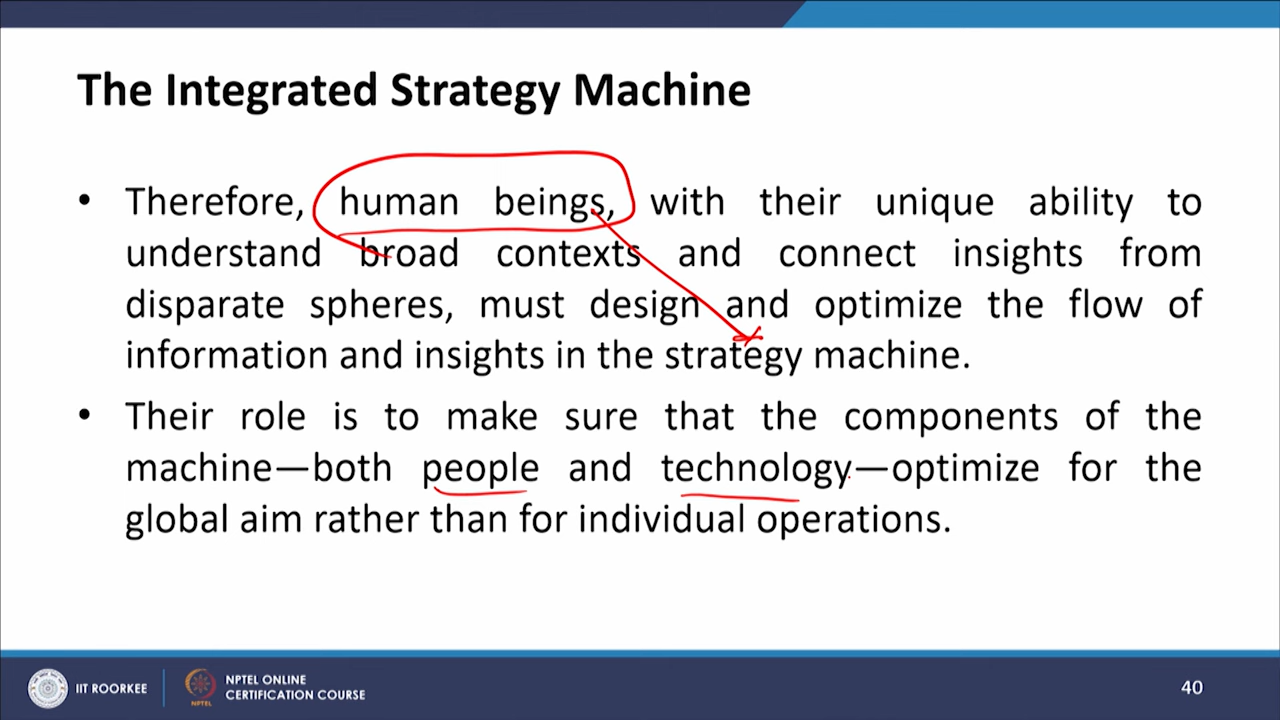 The Integrated Strategy Machine
• Therefore, human beings, with their unique ability to
understand broad contexts and connect insights from
disparate spheres, must design and optimize the flow of
information and insights in the strategy machine.
• Their role is to make sure that the components of the
machine—both people and technology—optimize for the
global aim rather than for individual operations.
IIT ROORKEE
NPTEL
NPTEL ONLINE
CERTIFICATION COURSE
40